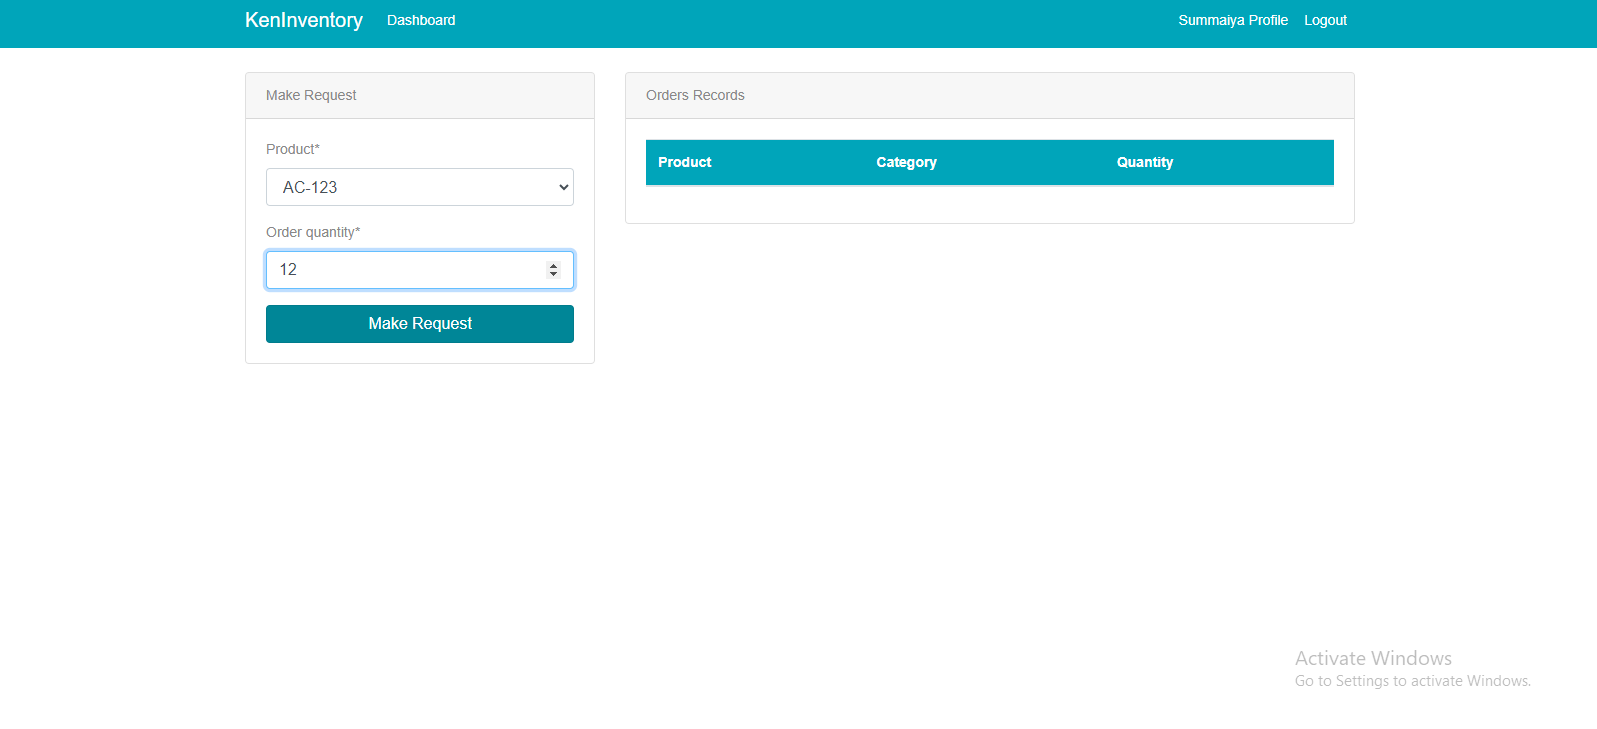 KenInventory Dashboard Summaiya Profile Logout
Make Request
Product*
AC-123
Order quantity*
12
Make Request
Orders Records
Product Category Quantity
Activate Windows
Go to Settings to activate Windows.